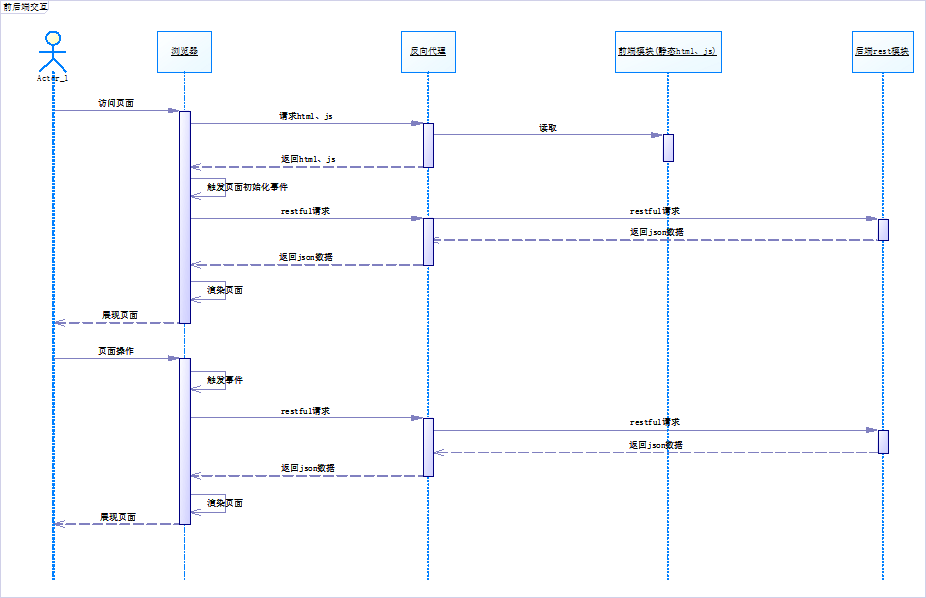 前后端交互
Actor_1
浏览器
反向代理
前端模块(静态html、js)
后端rest模块
访问页面
请求html、js
读取
返回html、js
触发页面初始化事件
restful请求
restful请求
返回json数据
返回json数据
渲染页面
展现页面
页面操作
触发事件
restful请求
restful请求
返回json数据
返回json数据
渲染页面
展现页面